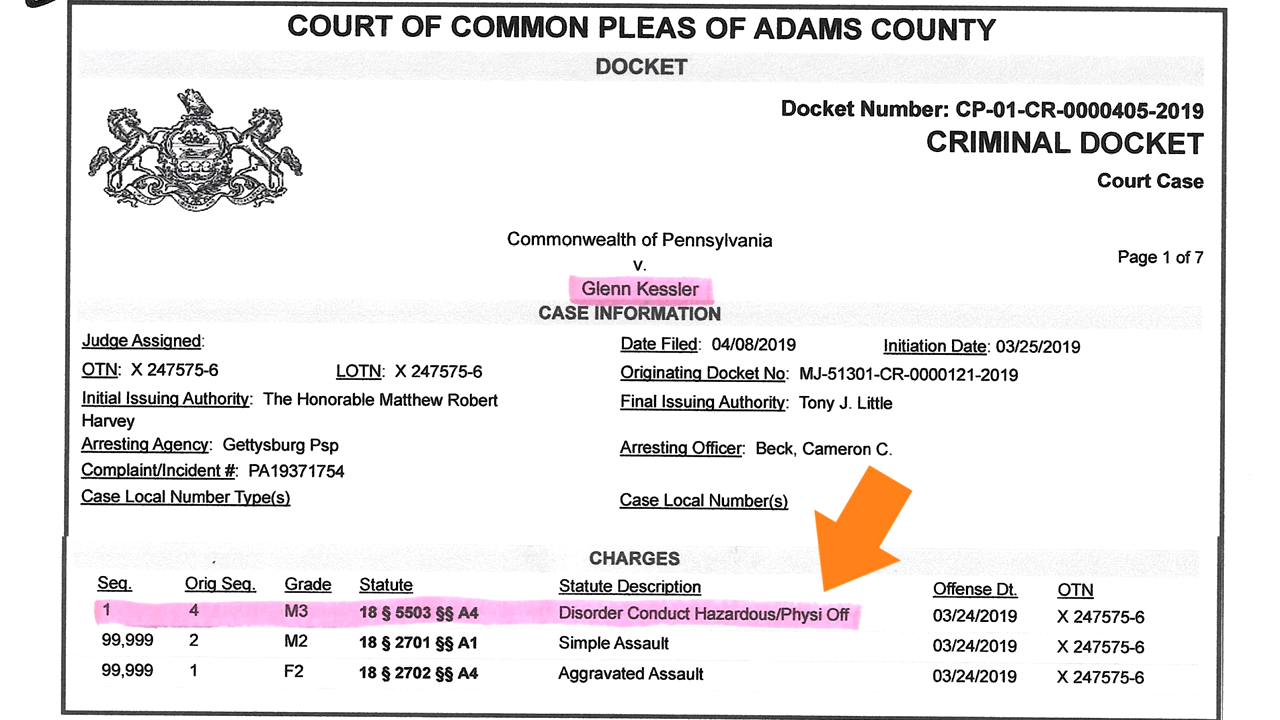 COURT OF COMMON PLEAS OF ADAMS COUNTY
DOCKET
Docket Number: CP-01-CR-0000405-2019
CRIMINAL DOCKET
Court Case
Commonwealth of Pennsylvania
Page 1 of 7
v.
Glenn Kessler
CASE INFORMATION
Judge Assigned:
Date Filed: 04/08/2019 Initiation Date: 03/25/2019
OTN: X 247575-6 LOTN: X 247575-6
Originating Docket No: MJ-51301-CR-0000121-2019
Initial Issuing Authority: The Honorable Matthew Robert
Harvey
Final Issuing Authority: Tony J. Little
Arresting Agency: Gettysburg Psp
Arresting Officer: Beck, Cameron C.
Complaint/Incident #: PA19371754
Case Local Number Type(s)
Case Local Number(s)
CHARGES
Seq. Orig Seq. Grade Statute Statute Description Offense Dt. OTN
1 4 M3 18 § 5503 §§ A4 Disorder Conduct Hazardous/Physi Off 03/24/2019 X 247575-6
99,999 2 M2 18 § 2701 §§ A1 Simple Assault 03/24/2019 X 247575-6
99,999 1 F2 18 § 2702 §§ A4 Aggravated Assault 03/24/2019 X 247575-6